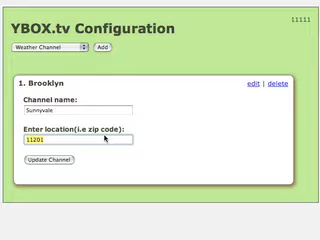 11111
YBOX.tv Configuration
Weather Channel Add
1. Brooklyn edit | delete
Channel name:
Sunnyvale
Enter location(i.e zip code):
11201
Update Channel